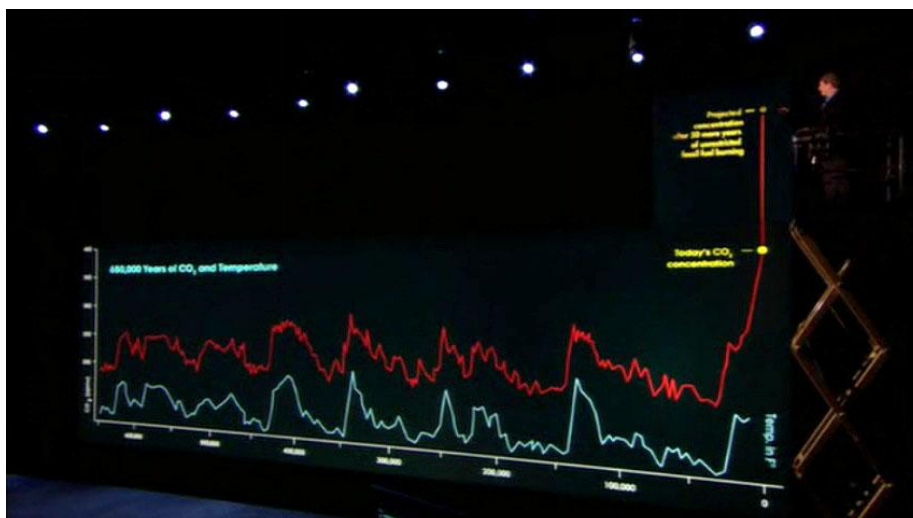 Projected
concentration
after 50 more years
of unrestricted
fossil fuel burning
Today's CO₂
concentration
650,000 Years of CO₂ and Temperature
Temp. in F°
400,000
300,000
200,000
100,000
0